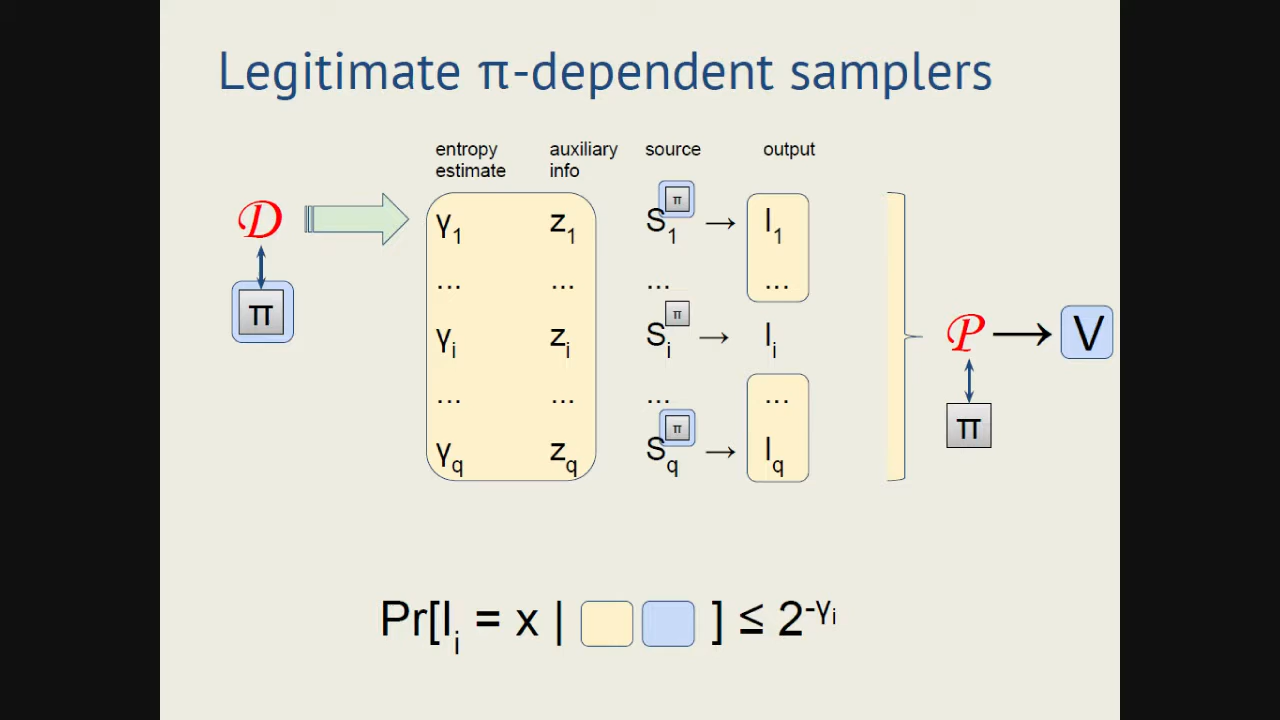 Legitimate π-dependent samplers
entropy estimate auxiliary info source output
𝒟 γ1 z1 S1^π → I1
... ... ... ...
π γi zi Si^π → Ii 𝒫 → V
... ... ... ...
γq zq Sq^π → Iq π
Pr[Ii = x | ] ≤ 2^-γi